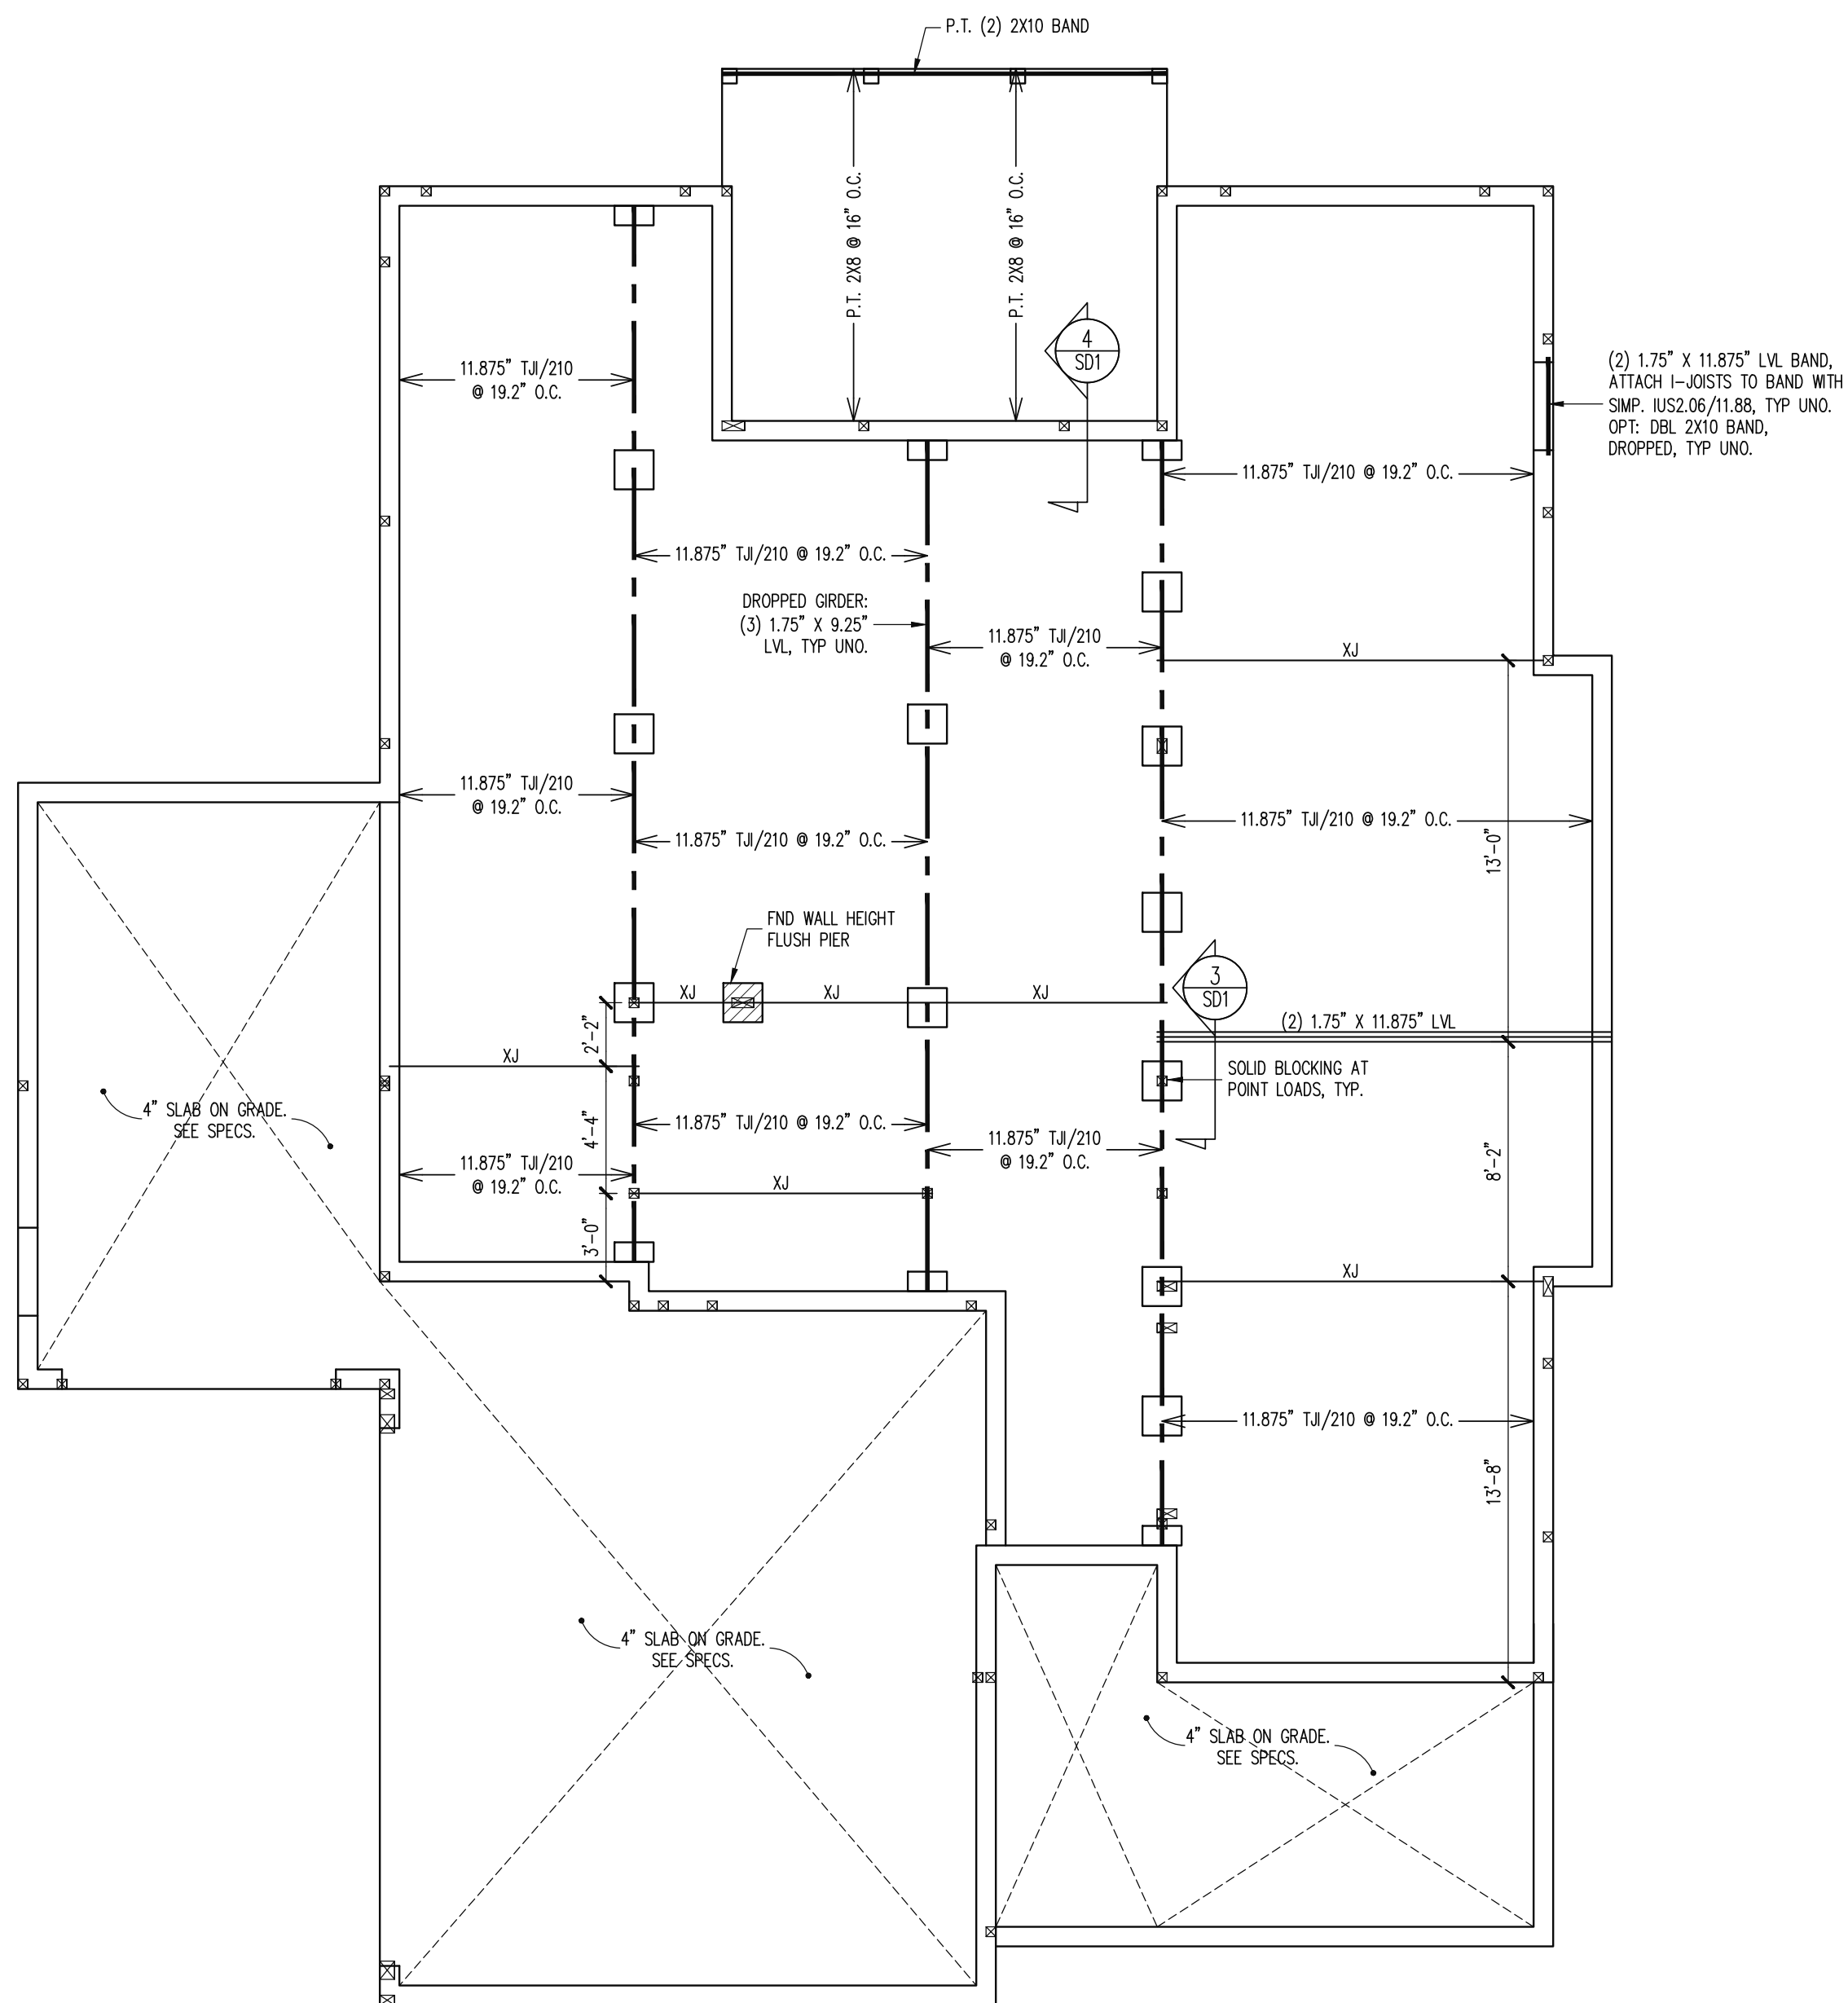 P.T. (2) 2X10 BAND
P.T. 2X8 @ 16" O.C.
P.T. 2X8 @ 16" O.C.
4
SD1
11.875" TJI/210
@ 19.2" O.C.
(2) 1.75" X 11.875" LVL BAND,
ATTACH I-JOISTS TO BAND WITH
SIMP. IUS2.06/11.88, TYP UNO.
OPT: DBL 2X10 BAND,
DROPPED, TYP UNO.
11.875" TJI/210 @ 19.2" O.C.
11.875" TJI/210 @ 19.2" O.C.
DROPPED GIRDER:
(3) 1.75" X 9.25"
LVL, TYP UNO.
11.875" TJI/210
@ 19.2" O.C.
XJ
11.875" TJI/210
@ 19.2" O.C.
11.875" TJI/210 @ 19.2" O.C.
11.875" TJI/210 @ 19.2" O.C.
13'-0"
FND WALL HEIGHT
FLUSH PIER
XJ
XJ
XJ
3
SD1
(2) 1.75" X 11.875" LVL
2'-2"
XJ
SOLID BLOCKING AT
POINT LOADS, TYP.
4" SLAB ON GRADE.
SEE SPECS.
4'-4"
11.875" TJI/210 @ 19.2" O.C.
11.875" TJI/210
@ 19.2" O.C.
8'-2"
11.875" TJI/210
@ 19.2" O.C.
XJ
3'-0"
XJ
11.875" TJI/210 @ 19.2" O.C.
13'-8"
4" SLAB ON GRADE.
SEE SPECS.
4" SLAB ON GRADE.
SEE SPECS.